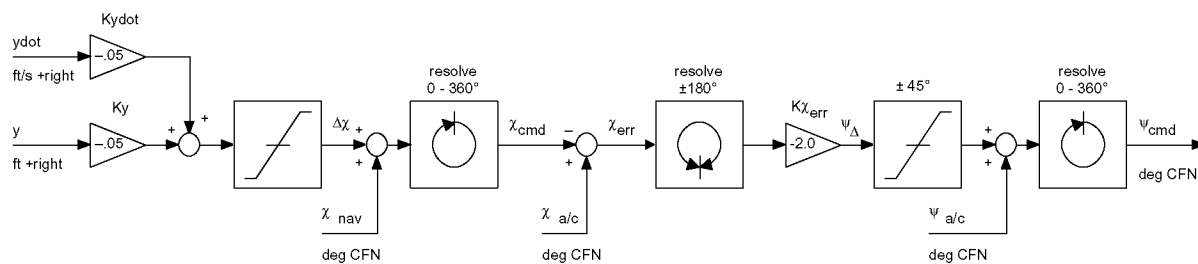 Kydot
ydot
–.05
ft/s +right
Ky
y
–.05
ft +right
+
+
Δχ
+
+
χ nav
deg CFN
resolve
0 - 360°
χcmd
–
+
χ a/c
deg CFN
χerr
resolve
±180°
Kχerr
-2.0
ψΔ
± 45°
+
+
ψ a/c
deg CFN
resolve
0 - 360°
ψcmd
deg CFN